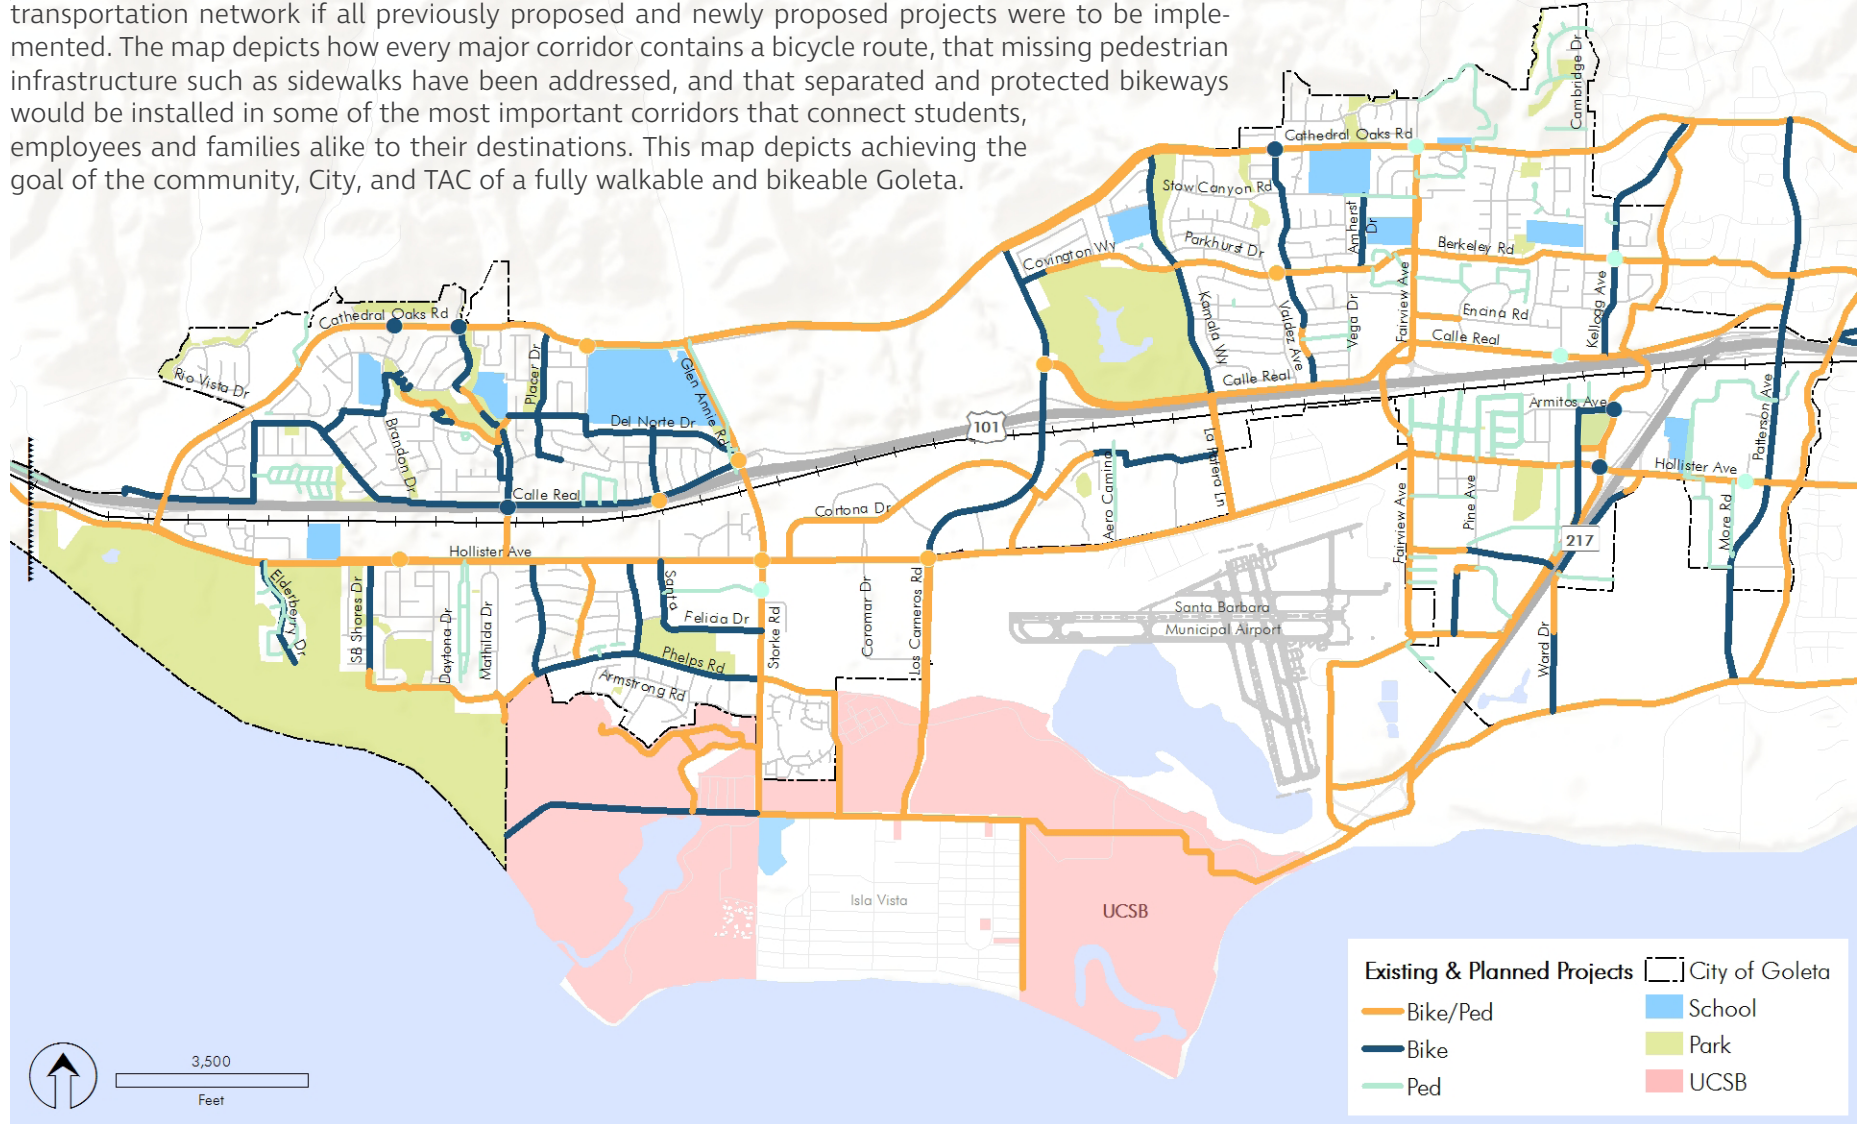 transportation network if all previously proposed and newly proposed projects were to be imple-
mented. The map depicts how every major corridor contains a bicycle route, that missing pedestrian
infrastructure such as sidewalks have been addressed, and that separated and protected bikeways
would be installed in some of the most important corridors that connect students,
employees and families alike to their destinations. This map depicts achieving the
goal of the community, City, and TAC of a fully walkable and bikeable Goleta.
Cambridge Dr
Cathedral Oaks Rd
Stow Canyon Rd
Amherst
Dr
Covington Wy
Parkhurst Dr
Berkeley Rd
Cathedral Oaks Rd
Kamala Wy
Valdez Ave
Vega Dr
Fairview Ave
Encina Rd
Kellogg Ave
Calle Real
Rio Vista Dr
Placer Dr
Glen Annie Rd
Calle Real
Armitos Ave
Patterson Ave
Brandon Dr
Del Norte Dr
101
La Patera Ln
Aero Camino
Hollister Ave
Calle Real
Cortona Dr
Fairview Ave
Pine Ave
More Rd
217
Hollister Ave
Elderberry Dr
SB Shores Dr
Daytona Dr
Mathilda Dr
Santa
Felicia Dr
Storke Rd
Coromar Dr
Los Carneros Rd
Santa Barbara
Municipal Airport
Ward Dr
Phelps Rd
Armstrong Rd
Isla Vista
UCSB
3,500
Feet
Existing & Planned Projects
Bike/Ped
Bike
Ped
City of Goleta
School
Park
UCSB